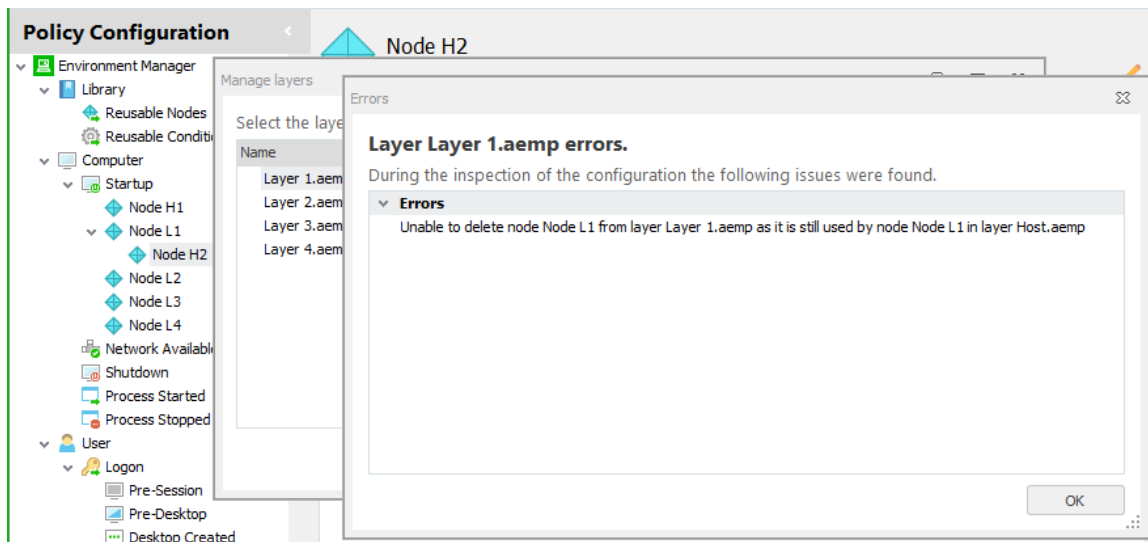 Policy Configuration
Node H2
Environment Manager
Library
Reusable Nodes
Reusable Conditi
Computer
Startup
Node H1
Node L1
Node H2
Node L2
Node L3
Node L4
Network Availabl
Shutdown
Process Started
Process Stopped
User
Logon
Pre-Session
Pre-Desktop
Desktop Created
Manage layers
Select the laye
Name
Layer 1.aem
Layer 2.aem
Layer 3.aem
Layer 4.aem
Errors
Layer Layer 1.aemp errors.
During the inspection of the configuration the following issues were found.
Errors
Unable to delete node Node L1 from layer Layer 1.aemp as it is still used by node Node L1 in layer Host.aemp
OK